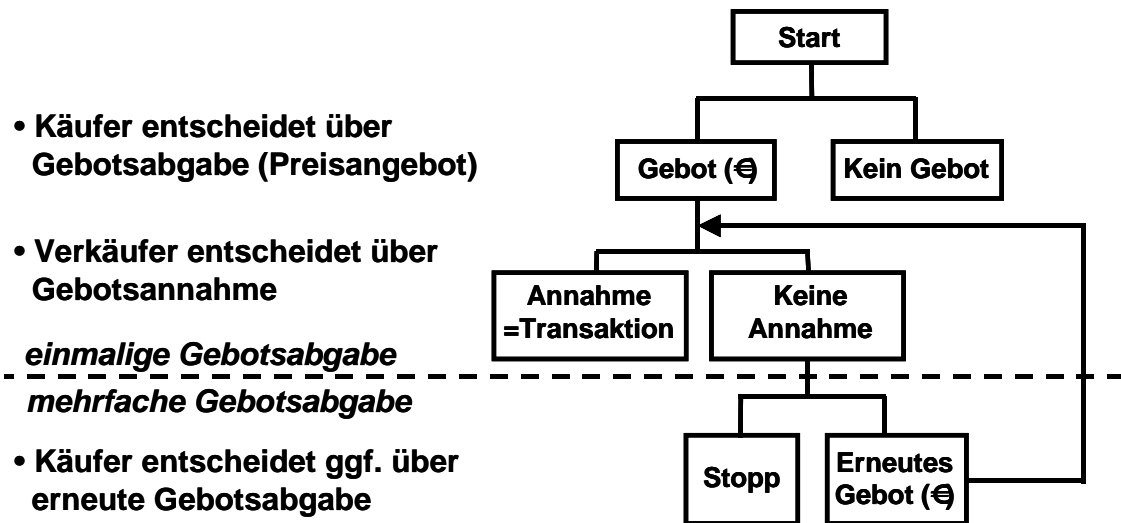 Start
• Käufer entscheidet über
Gebotsabgabe (Preisangebot)
Gebot (€)
Kein Gebot
• Verkäufer entscheidet über
Gebotsannahme
Annahme
=Transaktion
Keine
Annahme
einmalige Gebotsabgabe
mehrfache Gebotsabgabe
• Käufer entscheidet ggf. über
erneute Gebotsabgabe
Stopp
Erneutes
Gebot (€)